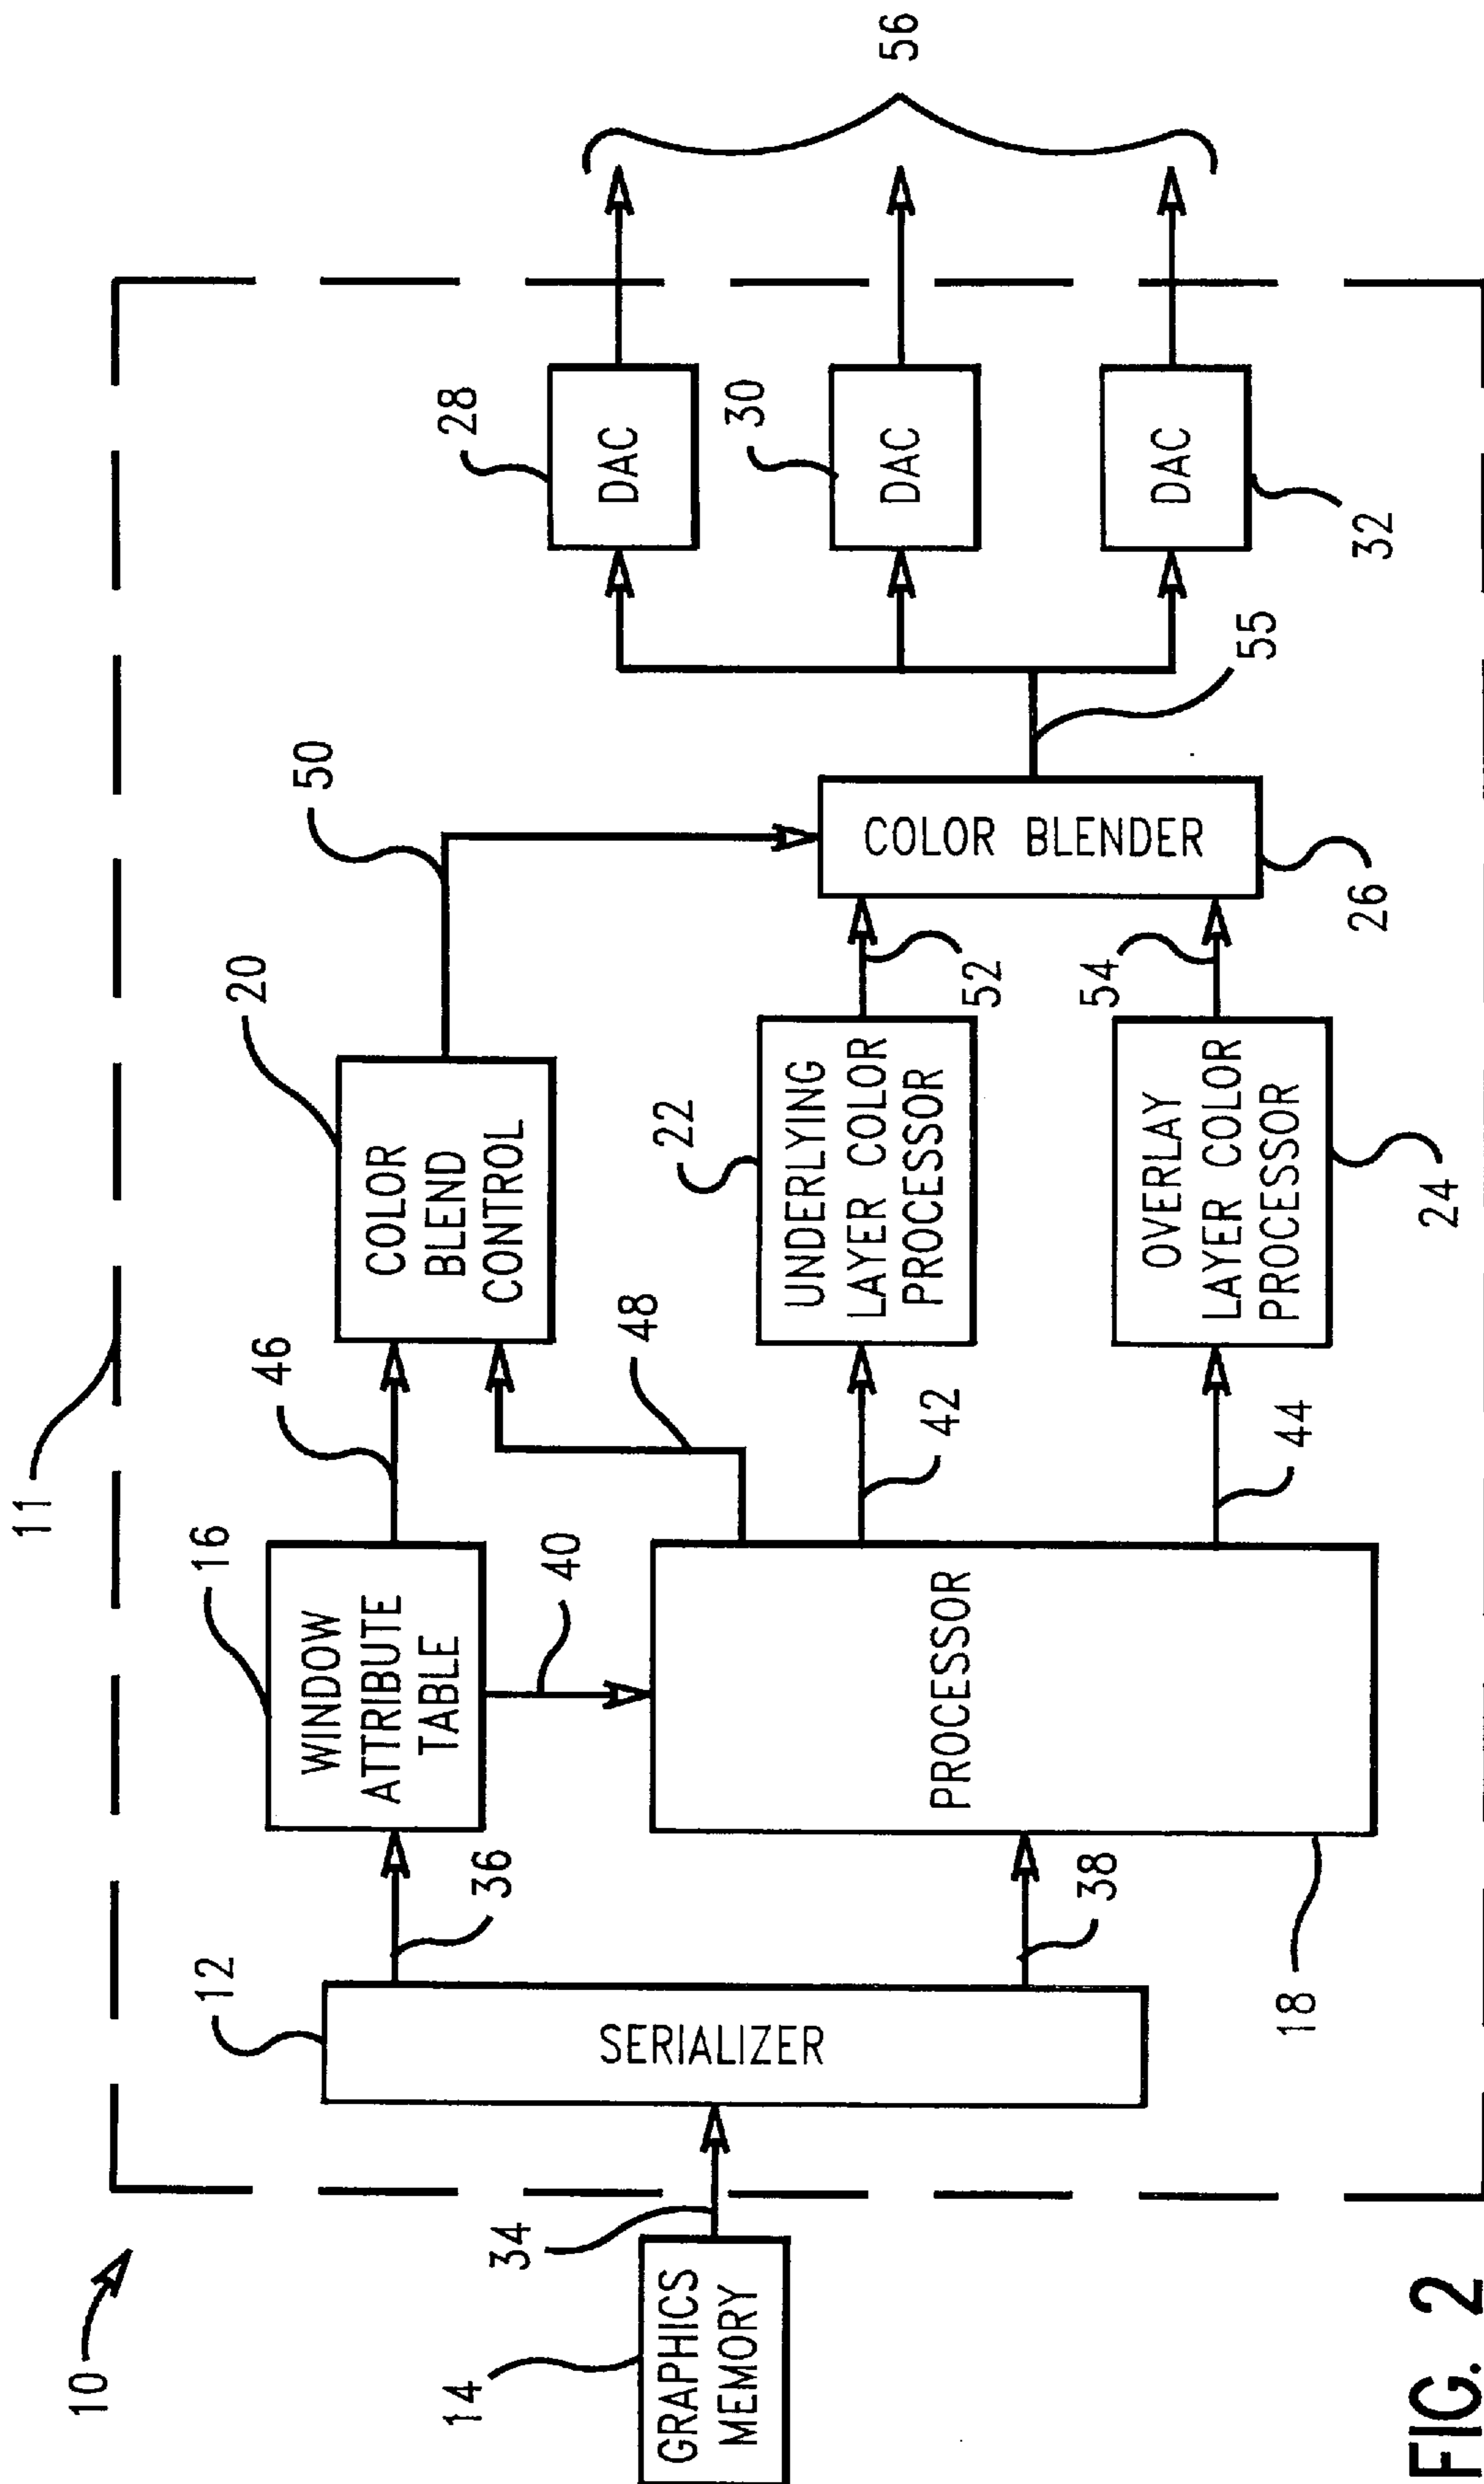 10
11
14
GRAPHICS
MEMORY
34
12
SERIALIZER
36
38
16
WINDOW
ATTRIBUTE
TABLE
40
PROCESSOR
18
46
48
42
44
20
COLOR
BLEND
CONTROL
22
UNDERLYING
LAYER COLOR
PROCESSOR
OVERLAY
LAYER COLOR
PROCESSOR
24
50
52
54
COLOR BLENDER
26
55
28
DAC
30
DAC
DAC
32
56
FIG. 2